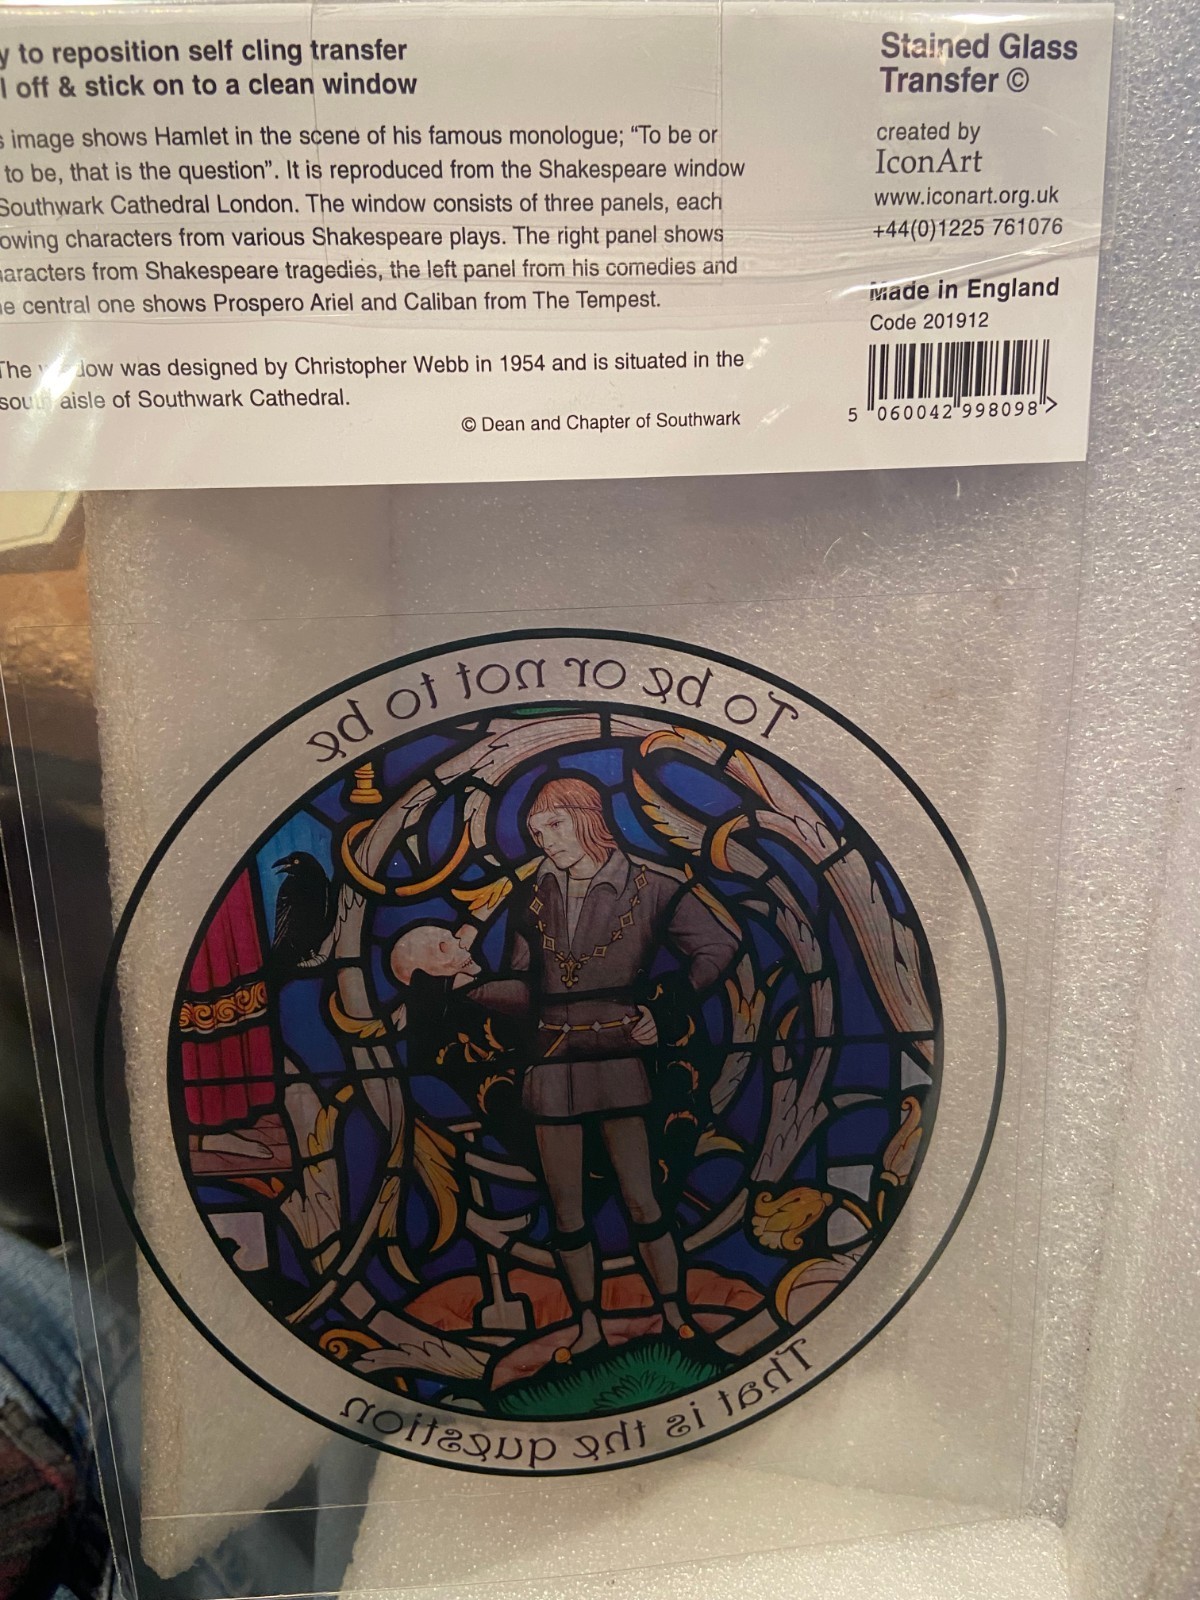 to reposition self cling transfer
off & stick on to a clean window
image shows Hamlet in the scene of his famous monologue; “To be or
to be, that is the question”. It is reproduced from the Shakespeare window
Southwark Cathedral London. The window consists of three panels, each
characters from various Shakespeare plays. The right panel shows
from Shakespeare tragedies, the left panel from his comedies and
central one shows Prospero Ariel and Caliban from The Tempest.
The was designed by Christopher Webb in 1954 and is situated in the
aisle of Southwark Cathedral.
© Dean and Chapter of Southwark
Stained Glass
Transfer ©
created by
IconArt
www.iconart.org.uk
+44(0)1225 761076
Made in England
Code 201912
5 060042 998098 >
To be or not to be
That is the question